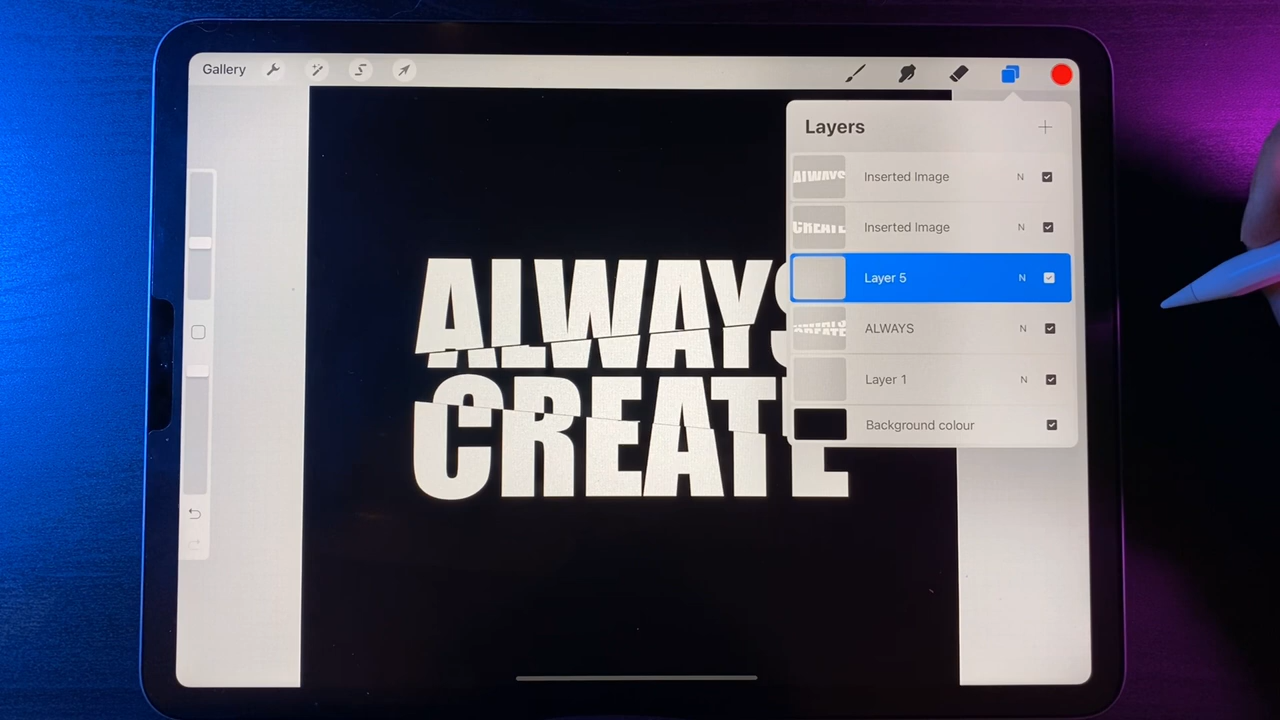 Gallery
Layers
Inserted Image N
Inserted Image N
Layer 5 N
ALWAYS N
Layer 1 N
Background colour
ALWAYS
CREATE